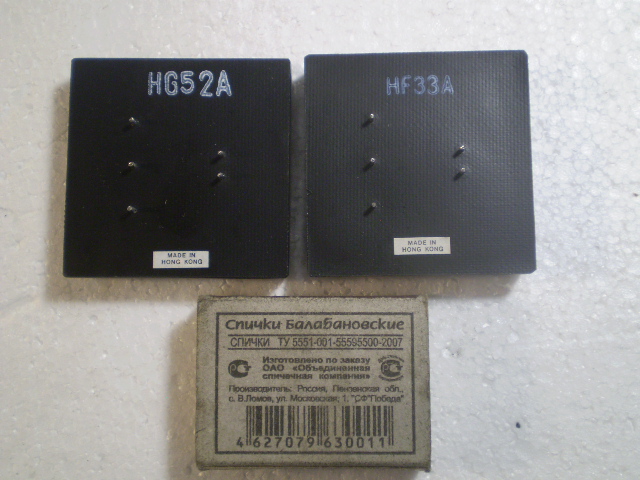 HG52A
MADE IN
HONG KONG
HF33A
MADE IN
HONG KONG
Спички Балабановские
СПИЧКИ ТУ 5551-001-55595500-2007
Изготовлено по заказу
ОАО «Объединенная
спичечная компания»
Производитель: Россия, Пензенская обл.,
с. В.Ломов, ул. Московская, 1. "СФ"Победа"
4 627079 630011